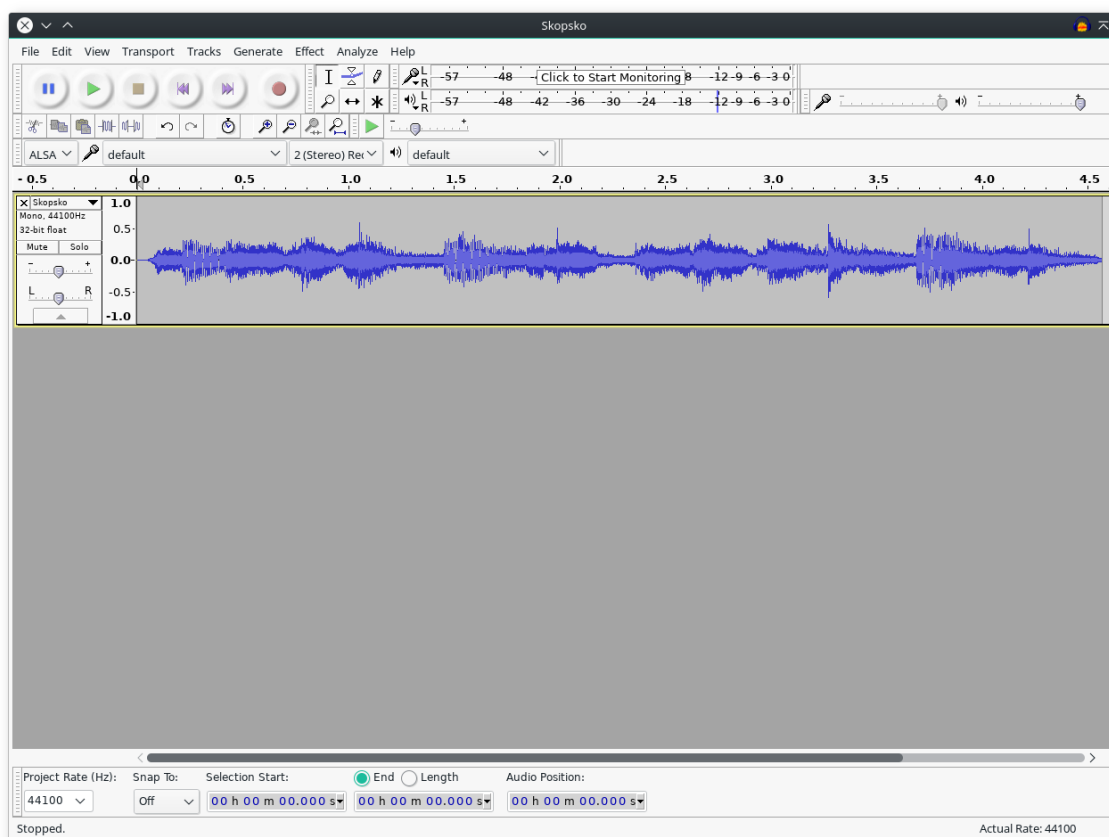 Skopsko
File Edit View Transport Tracks Generate Effect Analyze Help
L R -57 -48 -4 Click to Start Monitoring 8 -12 -9 -6 -3 0
L R -57 -48 -42 -36 -30 -24 -18 -12 -9 -6 -3 0
ALSA default 2 (Stereo) Rec default
- 0.5 0.0 0.5 1.0 1.5 2.0 2.5 3.0 3.5 4.0 4.5
Skopsko
Mono, 44100Hz
32-bit float
Mute Solo
- +
L R
1.0
0.5
0.0
-0.5
-1.0
Project Rate (Hz): Snap To: Selection Start: End Length Audio Position:
44100 Off 00 h 00 m 00.000 s 00 h 00 m 00.000 s 00 h 00 m 00.000 s
Stopped. Actual Rate: 44100